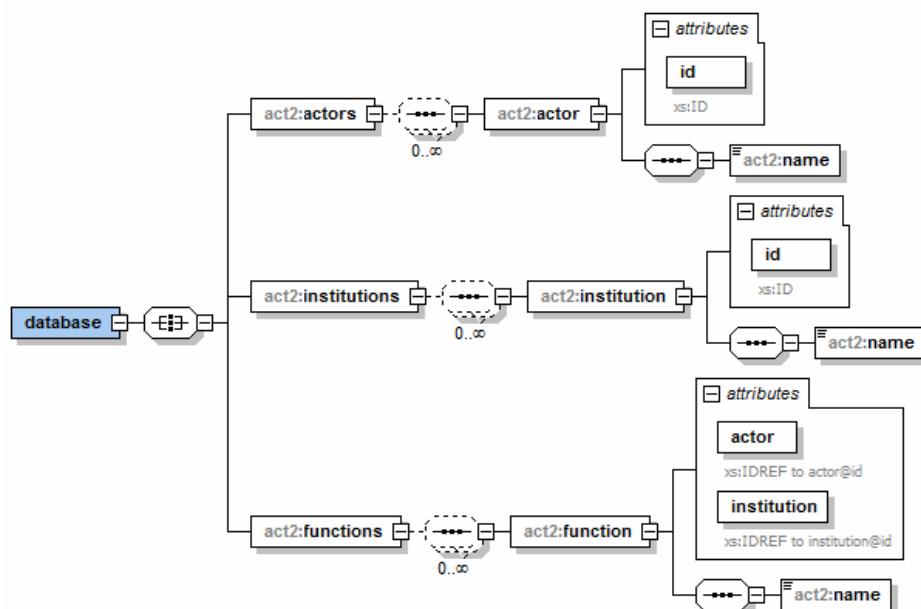 attributes
id
xs:ID
act2:actors
0..∞
act2:actor
act2:name
attributes
id
xs:ID
act2:institutions
0..∞
act2:institution
act2:name
database
attributes
actor
xs:IDREF to actor@id
institution
xs:IDREF to institution@id
act2:functions
0..∞
act2:function
act2:name